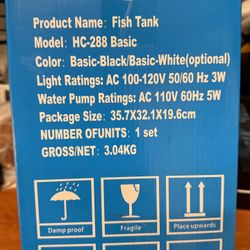 Product Name: Fish Tank
Model: HC-288 Basic
Color: Basic-Black/Basic-White(optional)
Light Ratings: AC 100-120V 50/60 Hz 3W
Water Pump Ratings: AC 110V 60Hz 5W
Package Size: 35.7X32.1X19.6cm
NUMBER OFUNITS: 1 set
GROSS/NET: 3.04KG
Damp proof
Fragile
Place upwards